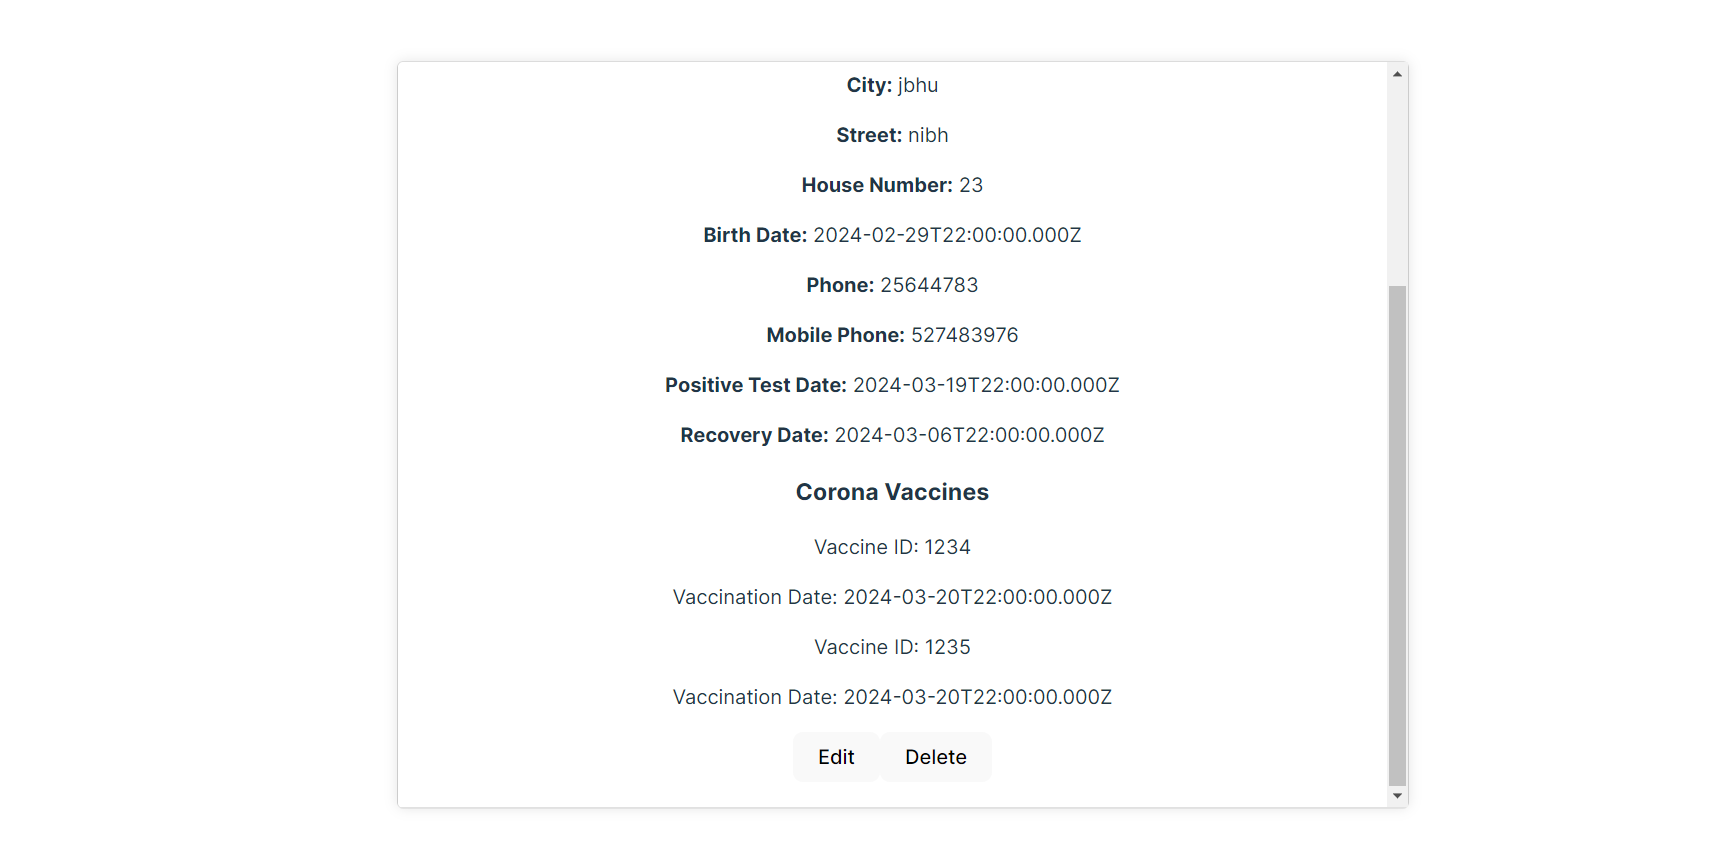 City: jbhu
Street: nibh
House Number: 23
Birth Date: 2024-02-29T22:00:00.000Z
Phone: 25644783
Mobile Phone: 527483976
Positive Test Date: 2024-03-19T22:00:00.000Z
Recovery Date: 2024-03-06T22:00:00.000Z
Corona Vaccines
Vaccine ID: 1234
Vaccination Date: 2024-03-20T22:00:00.000Z
Vaccine ID: 1235
Vaccination Date: 2024-03-20T22:00:00.000Z
Edit Delete